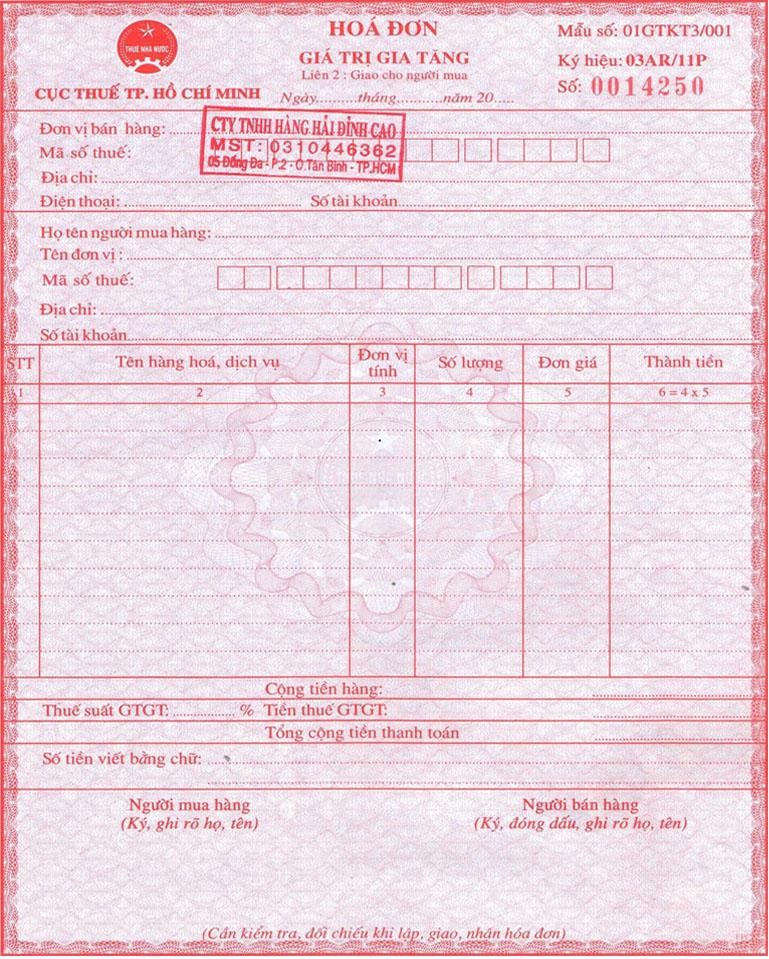 THUẾ NHÀ NƯỚC
CỤC THUẾ TP. HỒ CHÍ MINH
HOÁ ĐƠN
GIÁ TRỊ GIA TĂNG
Liên 2 : Giao cho người mua
Ngày.........tháng...........năm 20.....
Mẫu số: 01GTKT3/001
Ký hiệu: 03AR/11P
Số: 0014250
Đơn vị bán hàng:
CTY TNHH HÀNG HẢI ĐỈNH CAO
Mã số thuế:
MST: 0310446362
05 Đống Đa - P.2 - Q.Tân Bình - TP.HCM
Địa chỉ:
Điện thoại: Số tài khoản
Họ tên người mua hàng:
Tên đơn vị :
Mã số thuế:
Địa chỉ:
Số tài khoản
STT Tên hàng hoá, dịch vụ Đơn vị tính Số lượng Đơn giá Thành tiền
1 2 3 4 5 6 = 4 x 5
Cộng tiền hàng:
Thuế suất GTGT: ............... % Tiền thuế GTGT:
Tổng cộng tiền thanh toán
Số tiền viết bằng chữ:
Người mua hàng Người bán hàng
(Ký, ghi rõ họ, tên) (Ký, đóng dấu, ghi rõ họ, tên)
(Cần kiểm tra, đối chiếu khi lập, giao, nhận hóa đơn)